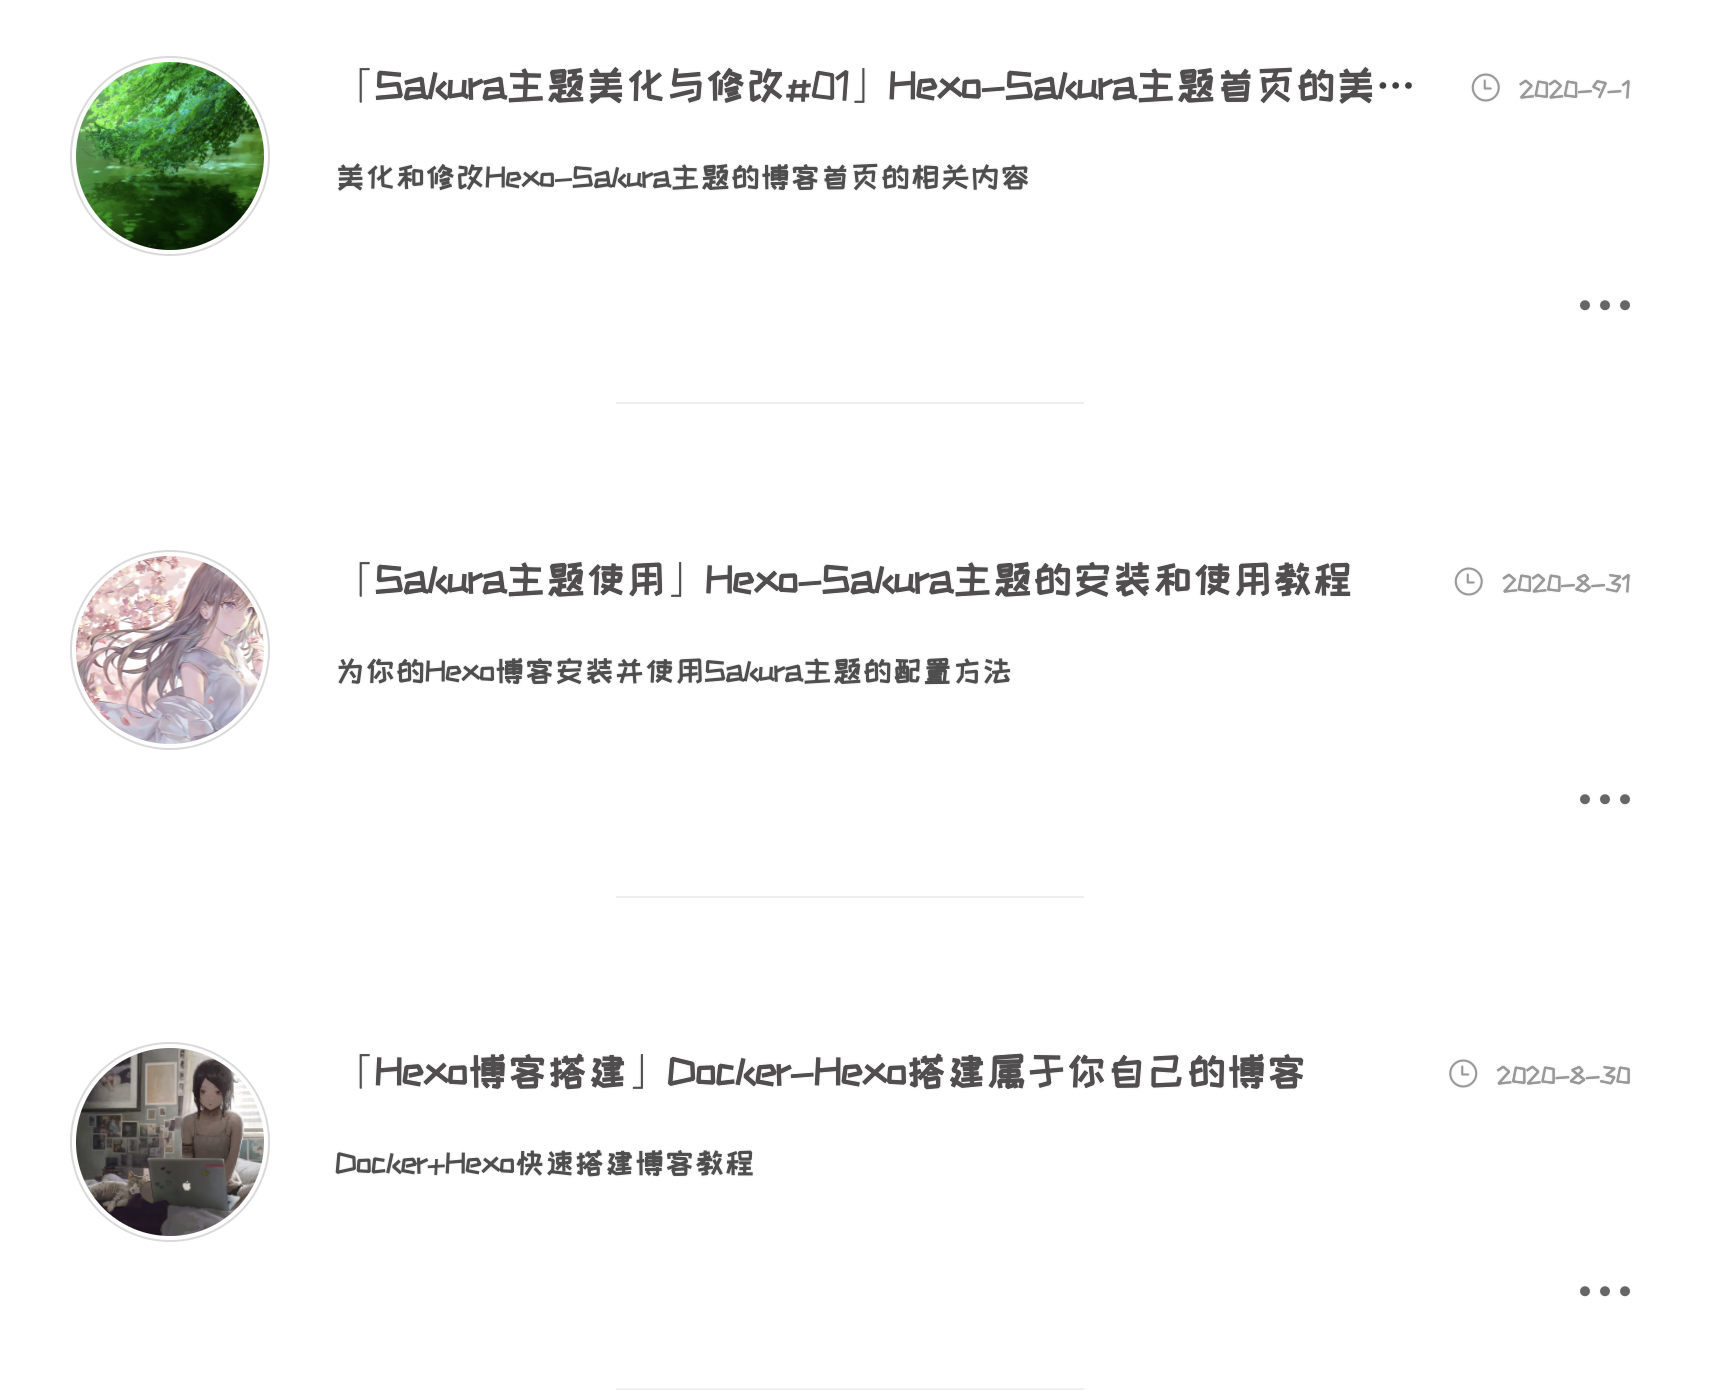 「Sakura主题美化与修改#01」Hexo-Sakura主题首页的美…
2020-9-1
美化和修改Hexo-Sakura主题的博客首页的相关内容
「Sakura主题使用」Hexo-Sakura主题的安装和使用教程
2020-8-31
为你的Hexo博客安装并使用Sakura主题的配置方法
「Hexo博客搭建」Docker-Hexo搭建属于你自己的博客
2020-8-30
Docker+Hexo快速搭建博客教程